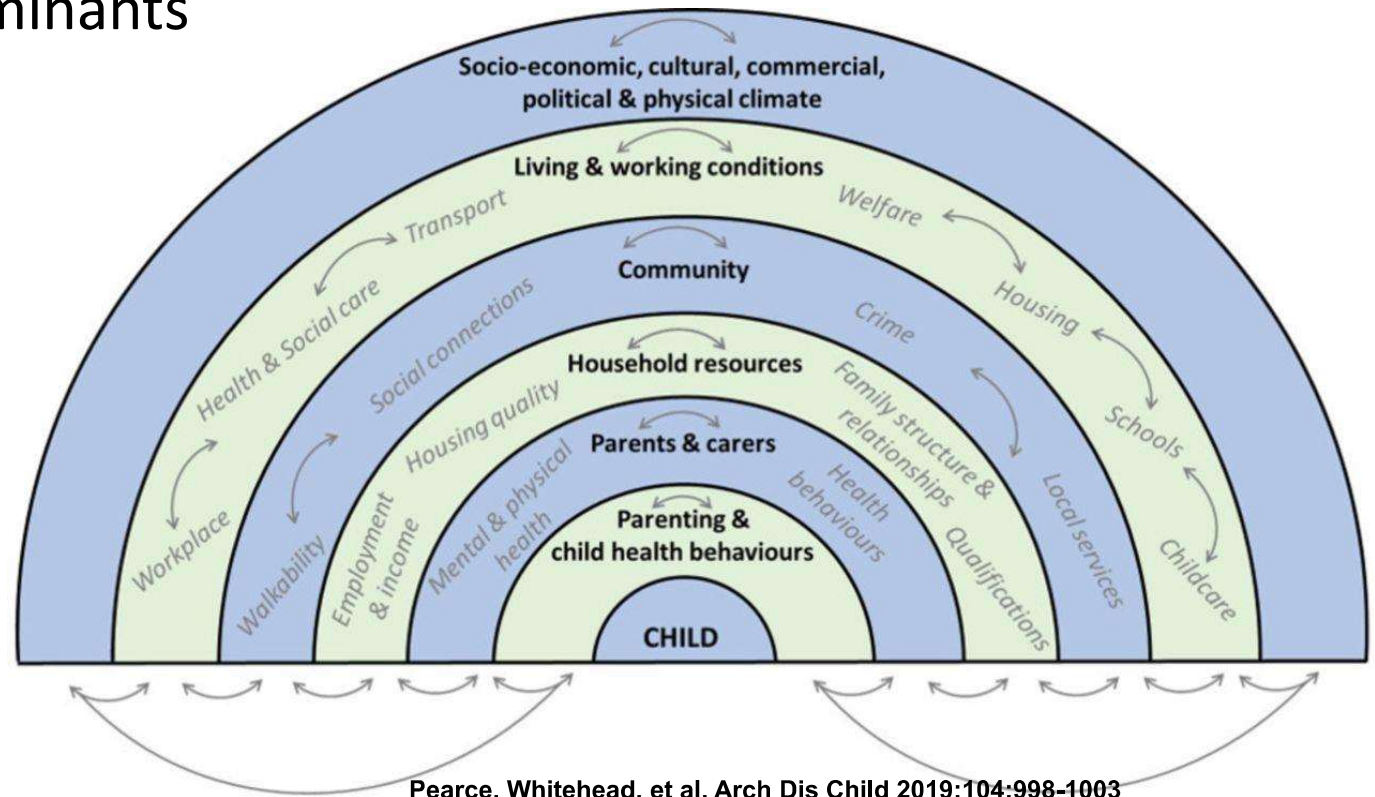 minants
Socio-economic, cultural, commercial,
political & physical climate
Living & working conditions
Transport
Welfare
Health & Social care
Housing
Workplace
Schools
Childcare
Community
Social connections
Crime
Walkability
Local services
Household resources
Housing quality
Family structure &
relationships
Employment
& income
Qualifications
Parents & carers
Mental & physical
health
Health
behaviours
Parenting &
child health behaviours
CHILD
Pearce, Whitehead, et al. Arch Dis Child 2019;104:998-1003